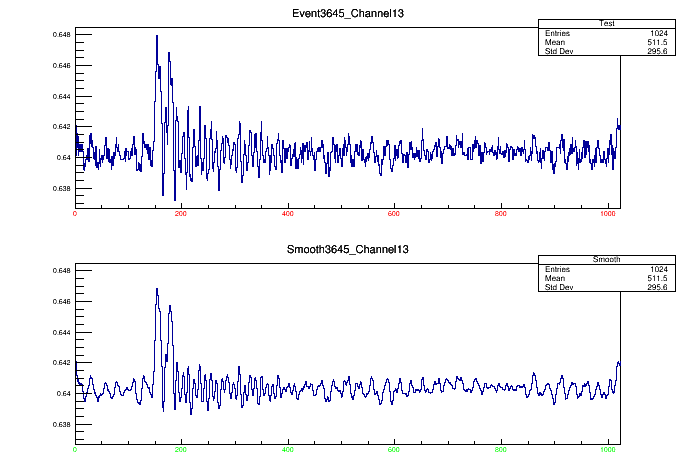 Event3645_Channel13
Test
Entries 1024
Mean 511.5
Std Dev 295.6
0.648
0.646
0.644
0.642
0.64
0.638
0 200 400 600 800 1000
Smooth3645_Channel13
Smooth
Entries 1024
Mean 511.5
Std Dev 295.6
0.648
0.646
0.644
0.642
0.64
0.638
0 200 400 600 800 1000